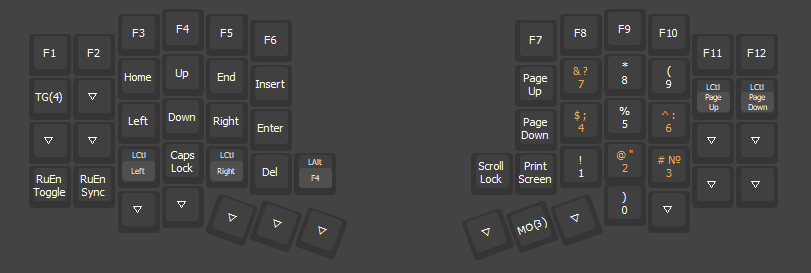 F1
F2
F3
F4
F5
F6
F7
F8
F9
F10
F11
F12
TG(4)
▽
Home
Up
End
Insert
Page
Up
& ?
7
*
8
(
9
LCtl
Page
Up
LCtl
Page
Down
▽
▽
Left
Down
Right
Enter
Page
Down
$ ;
4
%
5
^ :
6
▽
▽
RuEn
Toggle
RuEn
Sync
LCtl
Left
Caps
Lock
LCtl
Right
Del
LAlt
F4
Scroll
Lock
Print
Screen
!
1
@ "
2
# №
3
▽
▽
▽
▽
▽
▽
▽
▽
MO(3)
▽
)
0
▽